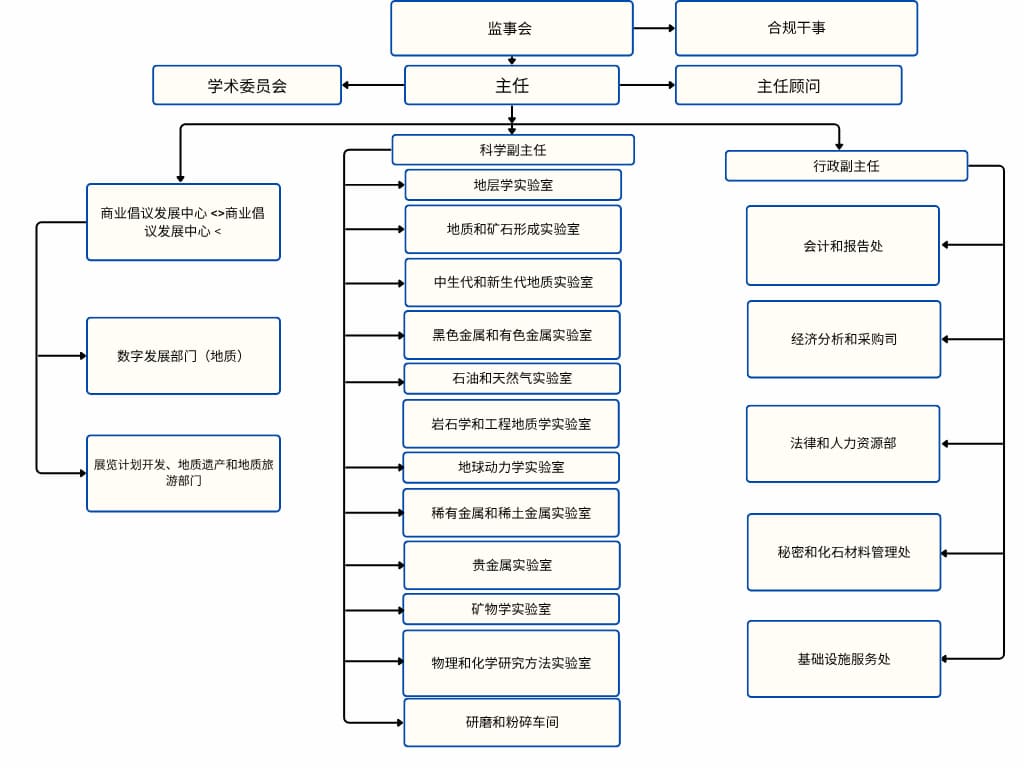 监事会
合规干事
学术委员会
主任
主任顾问
科学副主任
行政副主任
商业倡议发展中心 <>商业倡
议发展中心 <
数字发展部门（地质）
展览计划开发、地质遗产和地质旅
游部门
地层学实验室
地质和矿石形成实验室
中生代和新生代地质实验室
黑色金属和有色金属实验室
石油和天然气实验室
岩石学和工程地质学实验室
地球动力学实验室
稀有金属和稀土金属实验室
贵金属实验室
矿物学实验室
物理和化学研究方法实验室
研磨和粉碎车间
会计和报告处
经济分析和采购司
法律和人力资源部
秘密和化石材料管理处
基础设施服务处